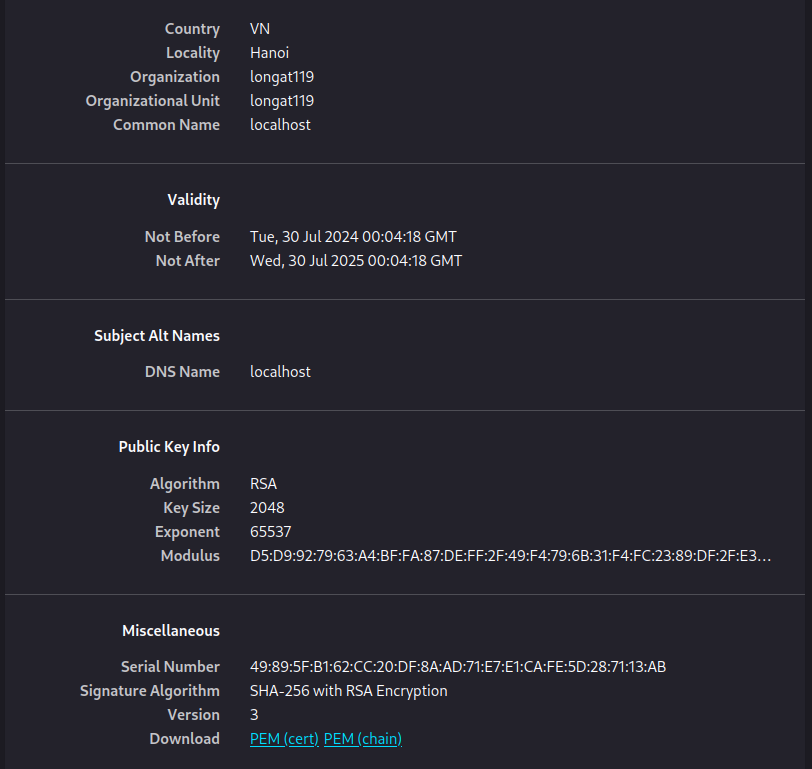 Country VN
Locality Hanoi
Organization longat119
Organizational Unit longat119
Common Name localhost
Validity
Not Before Tue, 30 Jul 2024 00:04:18 GMT
Not After Wed, 30 Jul 2025 00:04:18 GMT
Subject Alt Names
DNS Name localhost
Public Key Info
Algorithm RSA
Key Size 2048
Exponent 65537
Modulus D5:D9:92:79:63:A4:BF:FA:87:DE:FF:2F:49:F4:79:6B:31:F4:FC:23:89:DF:2F:E3…
Miscellaneous
Serial Number 49:89:5F:B1:62:CC:20:DF:8A:AD:71:E7:E1:CA:FE:5D:28:71:13:AB
Signature Algorithm SHA-256 with RSA Encryption
Version 3
Download PEM (cert) PEM (chain)